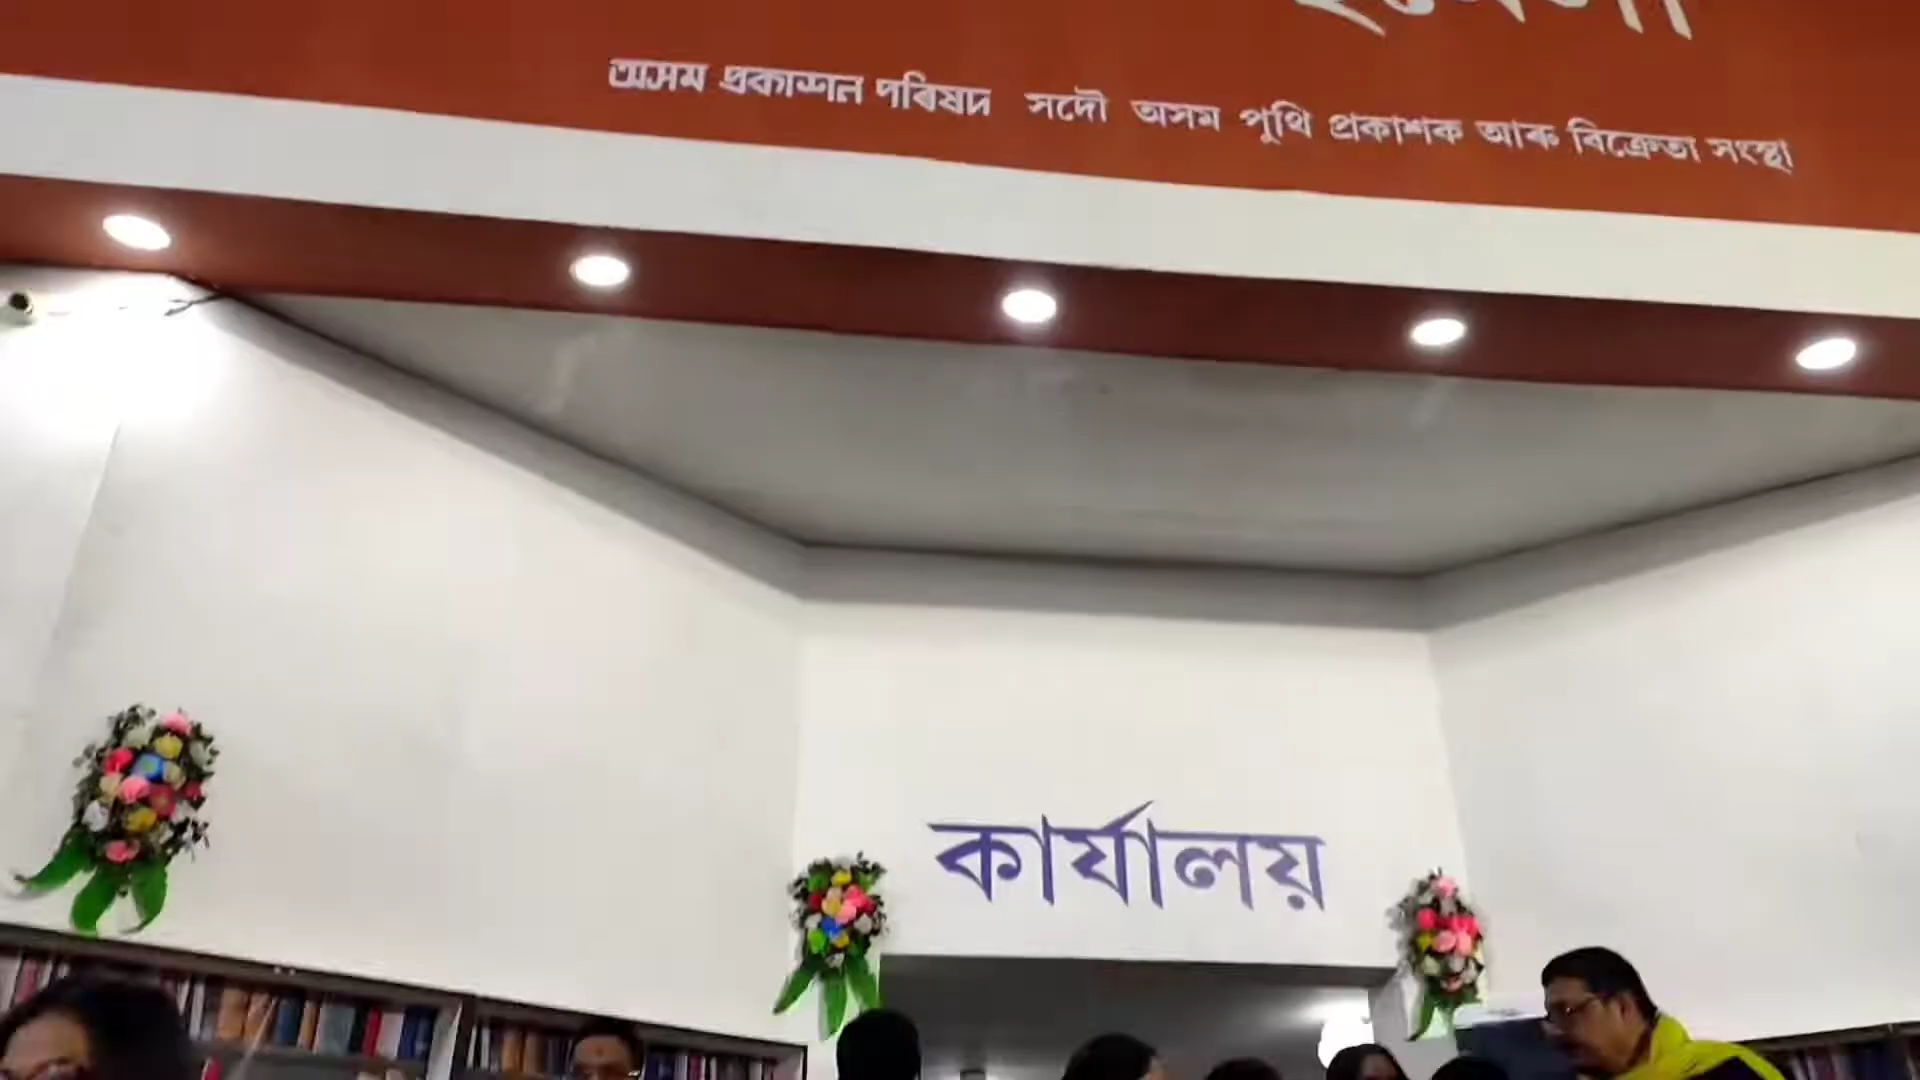 অসম প্ৰকাশন পৰিষদ সদৌ অসম পুথি প্ৰকাশক আৰু বিক্ৰেতা সংস্থা
কাৰ্যালয়